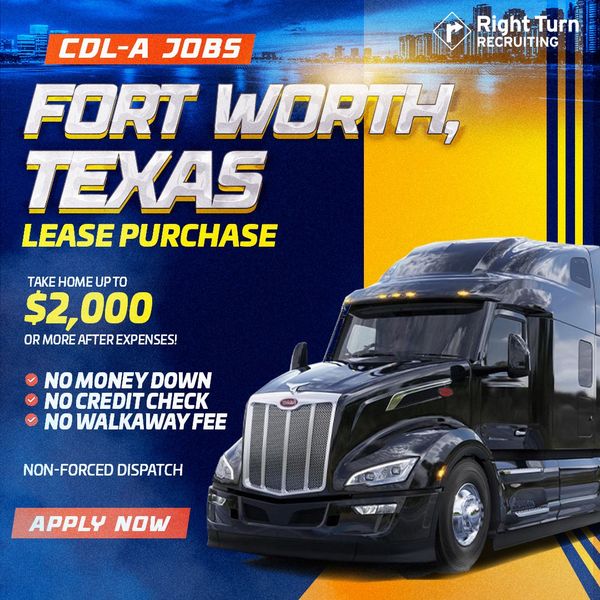 CDL-A JOBS
Right Turn
RECRUITING
FORT WORTH,
TEXAS
LEASE PURCHASE
TAKE HOME UP TO
$2,000
OR MORE AFTER EXPENSES!
NO MONEY DOWN
NO CREDIT CHECK
NO WALKAWAY FEE
NON-FORCED DISPATCH
APPLY NOW